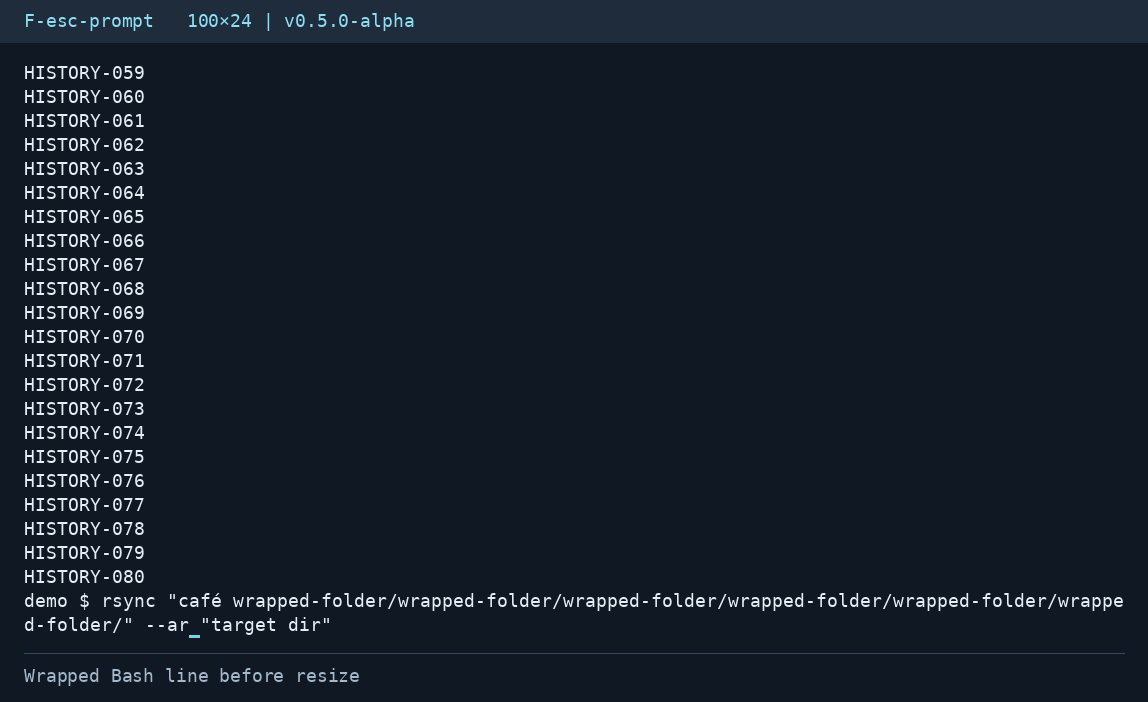 F-esc-prompt   100×24 | v0.5.0-alpha
HISTORY-059
HISTORY-060
HISTORY-061
HISTORY-062
HISTORY-063
HISTORY-064
HISTORY-065
HISTORY-066
HISTORY-067
HISTORY-068
HISTORY-069
HISTORY-070
HISTORY-071
HISTORY-072
HISTORY-073
HISTORY-074
HISTORY-075
HISTORY-076
HISTORY-077
HISTORY-078
HISTORY-079
HISTORY-080
demo $ rsync "café wrapped-folder/wrapped-folder/wrapped-folder/wrapped-folder/wrapped-folder/wrappe
d-folder/" --ar "target dir"
Wrapped Bash line before resize